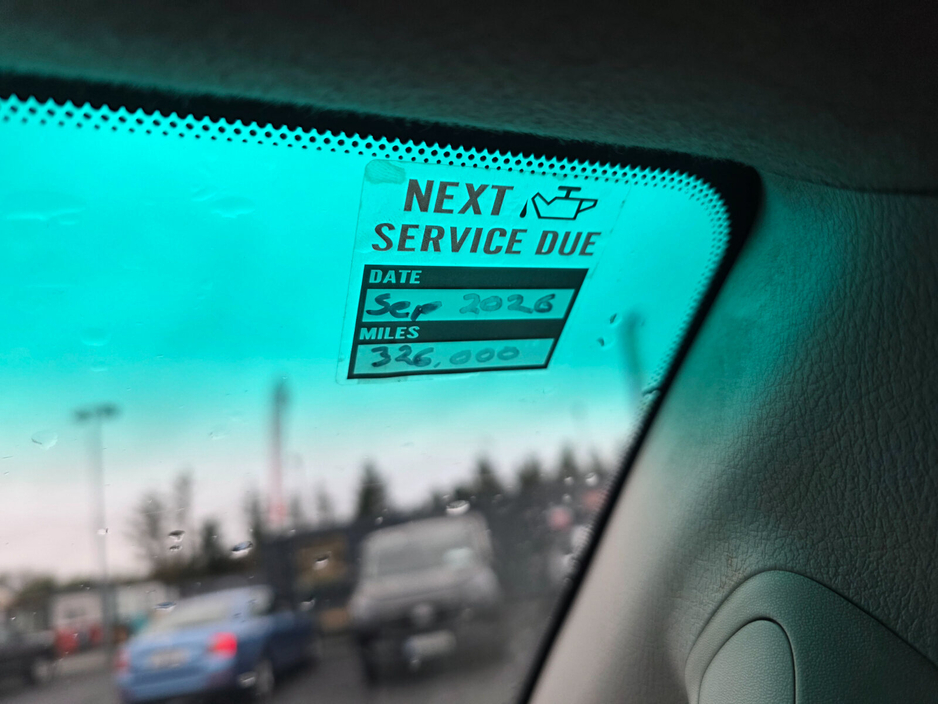 NEXT
SERVICE DUE
DATE
Sep 2026
MILES
326,000